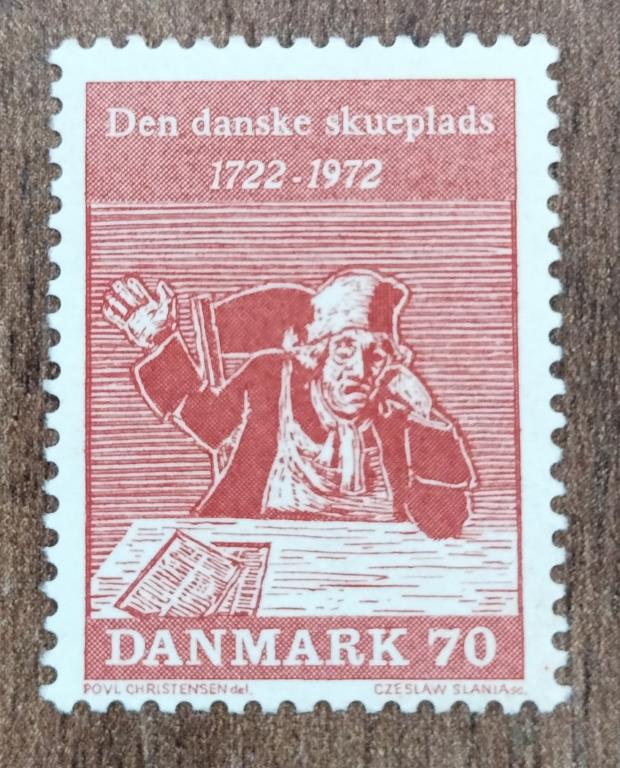 Den danske skueplads
1722-1972
DANMARK 70
POVL CHRISTENSEN del. CZESLAW SLANIA sc.